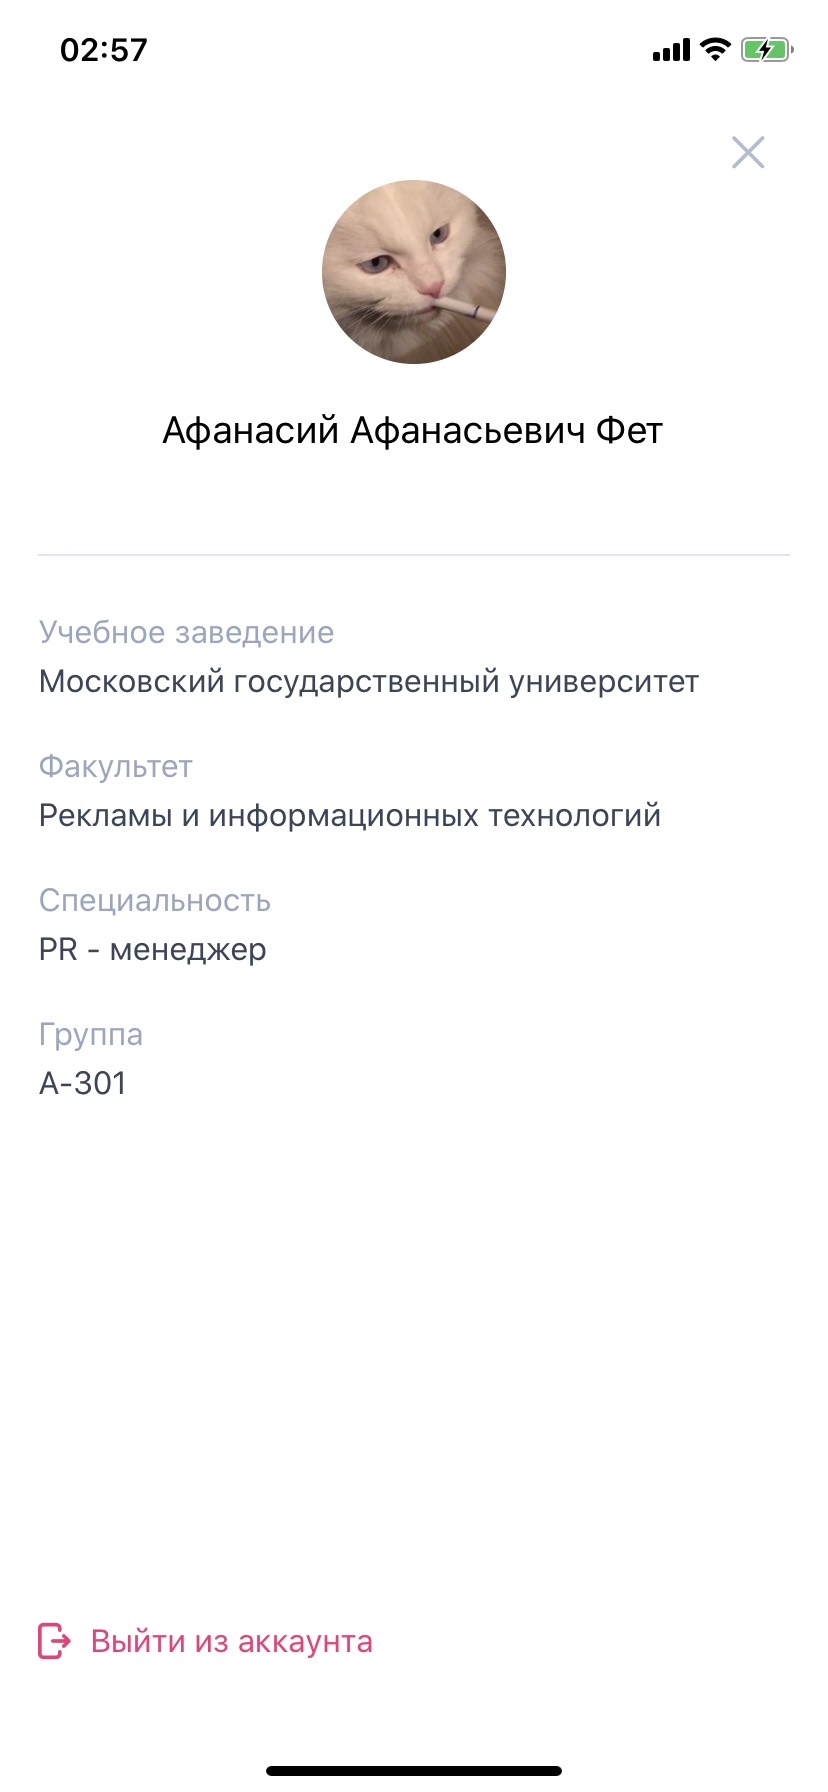 02:57
Афанасий Афанасьевич Фет
Учебное заведение
Московский государственный университет
Факультет
Рекламы и информационных технологий
Специальность
PR - менеджер
Группа
А-301
Выйти из аккаунта